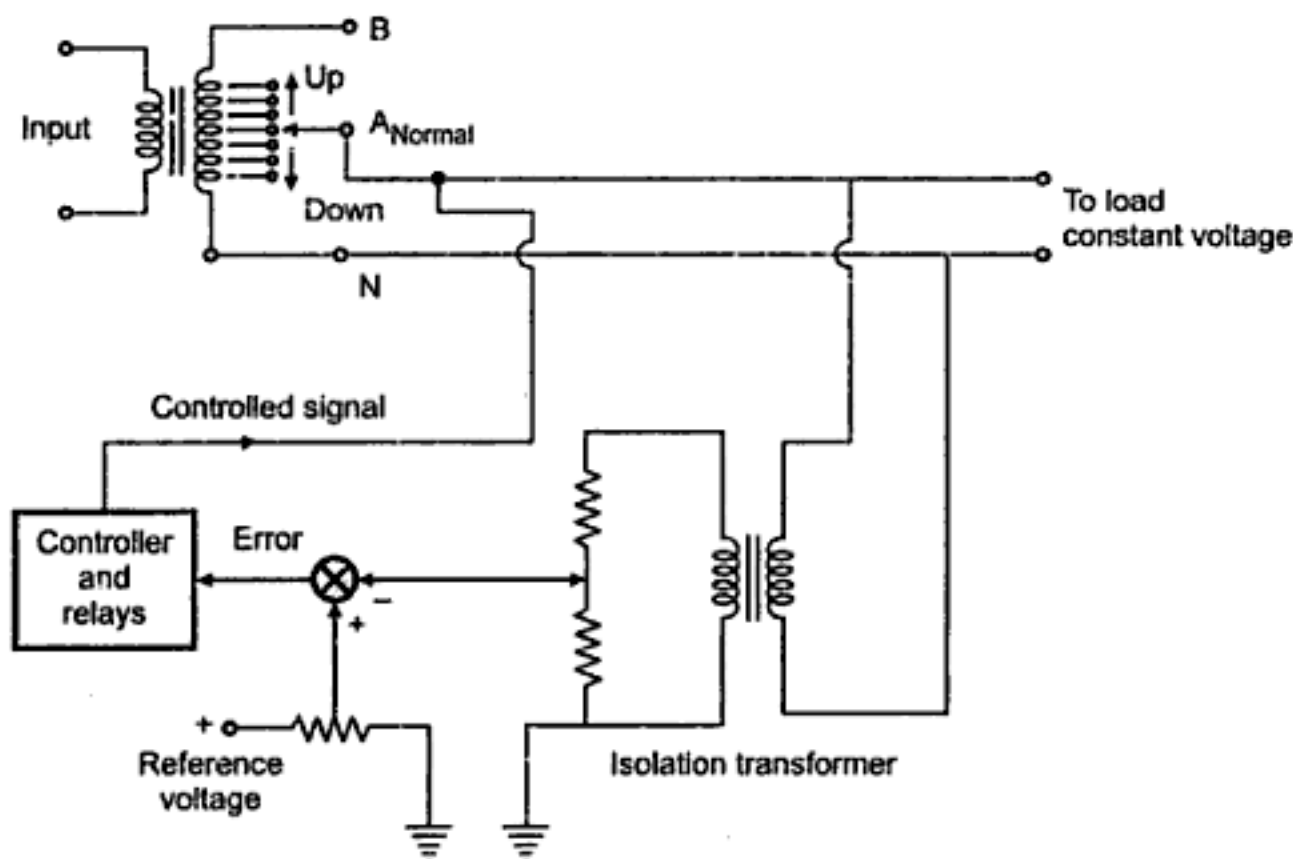 B
Up
Input
A Normal
Down
To load
constant voltage
N
Controlled signal
Controller
and
relays
Error
−
+
+
Reference
voltage
Isolation transformer